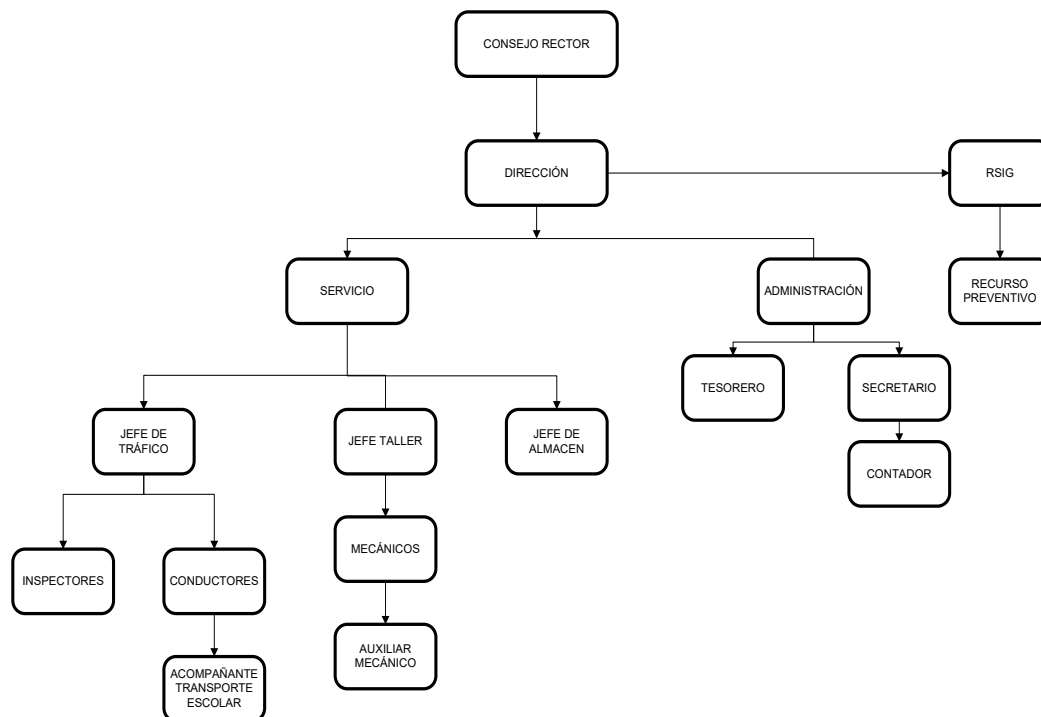 CONSEJO RECTOR
DIRECCIÓN
RSIG
SERVICIO
ADMINISTRACIÓN
RECURSO
PREVENTIVO
TESORERO
SECRETARIO
JEFE DE
TRÁFICO
JEFE TALLER
JEFE DE
ALMACEN
CONTADOR
MECÁNICOS
INSPECTORES
CONDUCTORES
AUXILIAR
MECÁNICO
ACOMPAÑANTE
TRANSPORTE
ESCOLAR